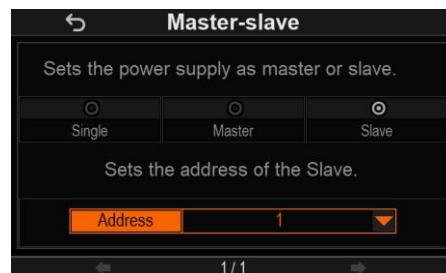 Master-slave
Sets the power supply as master or slave.
Single Master Slave
Sets the address of the Slave.
Address 1
1/1